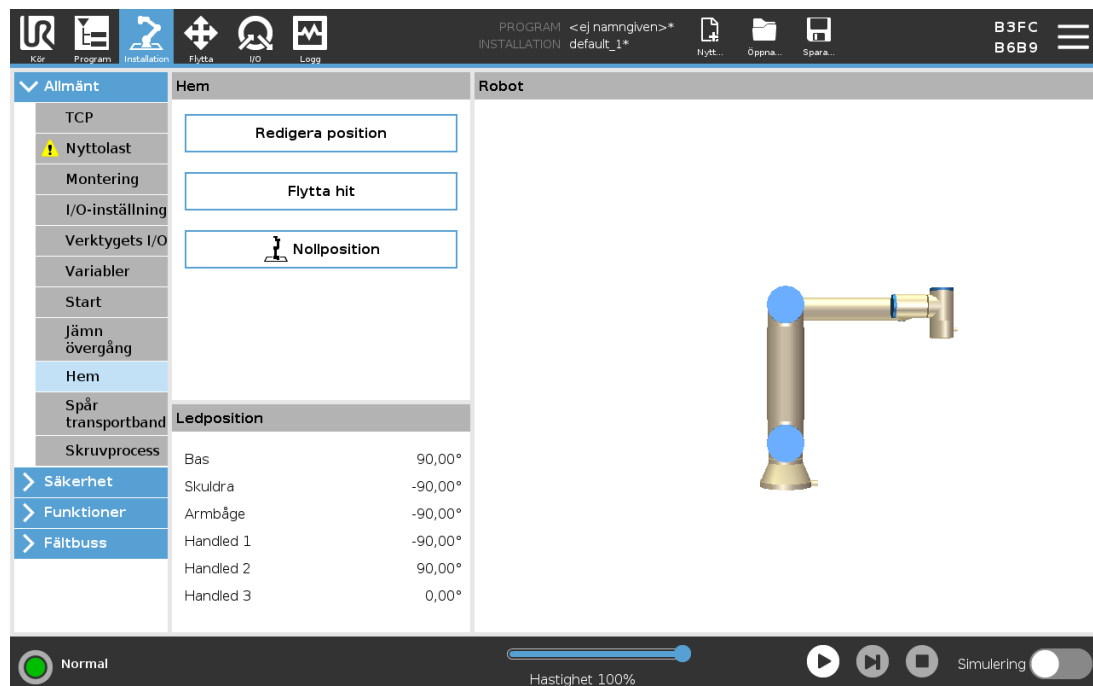 PROGRAM <ej namngiven>*
INSTALLATION default_1*
B3FC
B6B9
Kör Program Installation Flytta I/O Logg
Nytt... Öppna... Spara...
Allmänt
TCP
Nyttolast
Montering
I/O-inställning
Verktygets I/O
Variabler
Start
Jämn
övergång
Hem
Spår
transportband
Skruvprocess
Säkerhet
Funktioner
Fältbuss
Hem
Redigera position
Flytta hit
Nollposition
Ledposition
Bas 90,00°
Skuldra -90,00°
Armbåge -90,00°
Handled 1 -90,00°
Handled 2 90,00°
Handled 3 0,00°
Robot
Normal
Hastighet 100%
Simulering